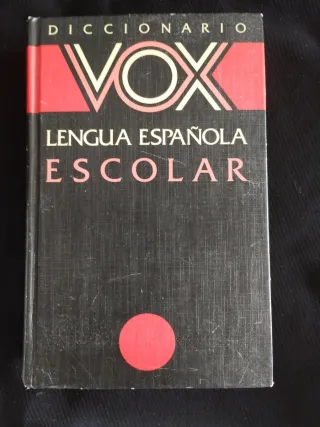 DICCIONARIO
VOX
LENGUA ESPAÑOLA
ESCOLAR